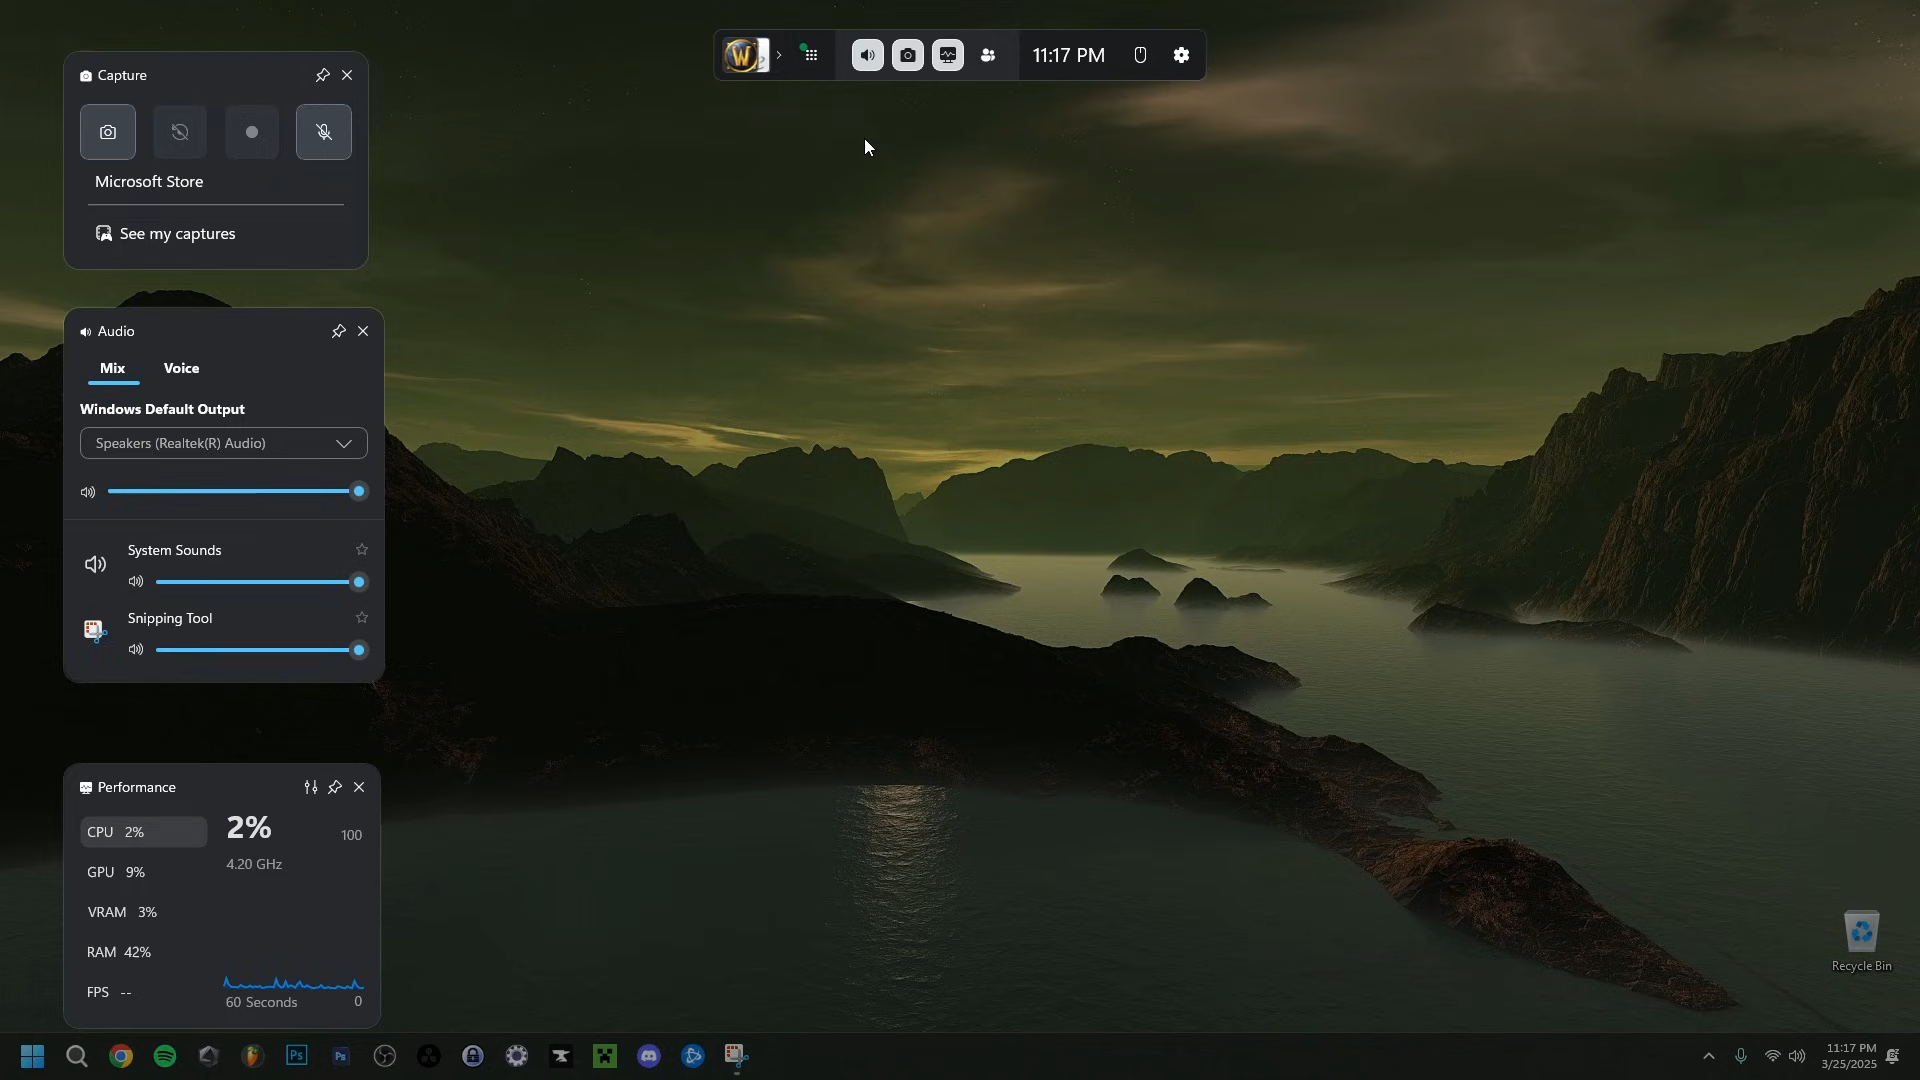 11:17 PM
Capture
Microsoft Store
See my captures
Audio
Mix Voice
Windows Default Output
Speakers (Realtek(R) Audio)
System Sounds
Snipping Tool
Performance
CPU 2%
2%
100
4.20 GHz
GPU 9%
VRAM 3%
RAM 42%
FPS --
60 Seconds 0
Recycle Bin
Ps
Ps
11:17 PM
3/25/2025